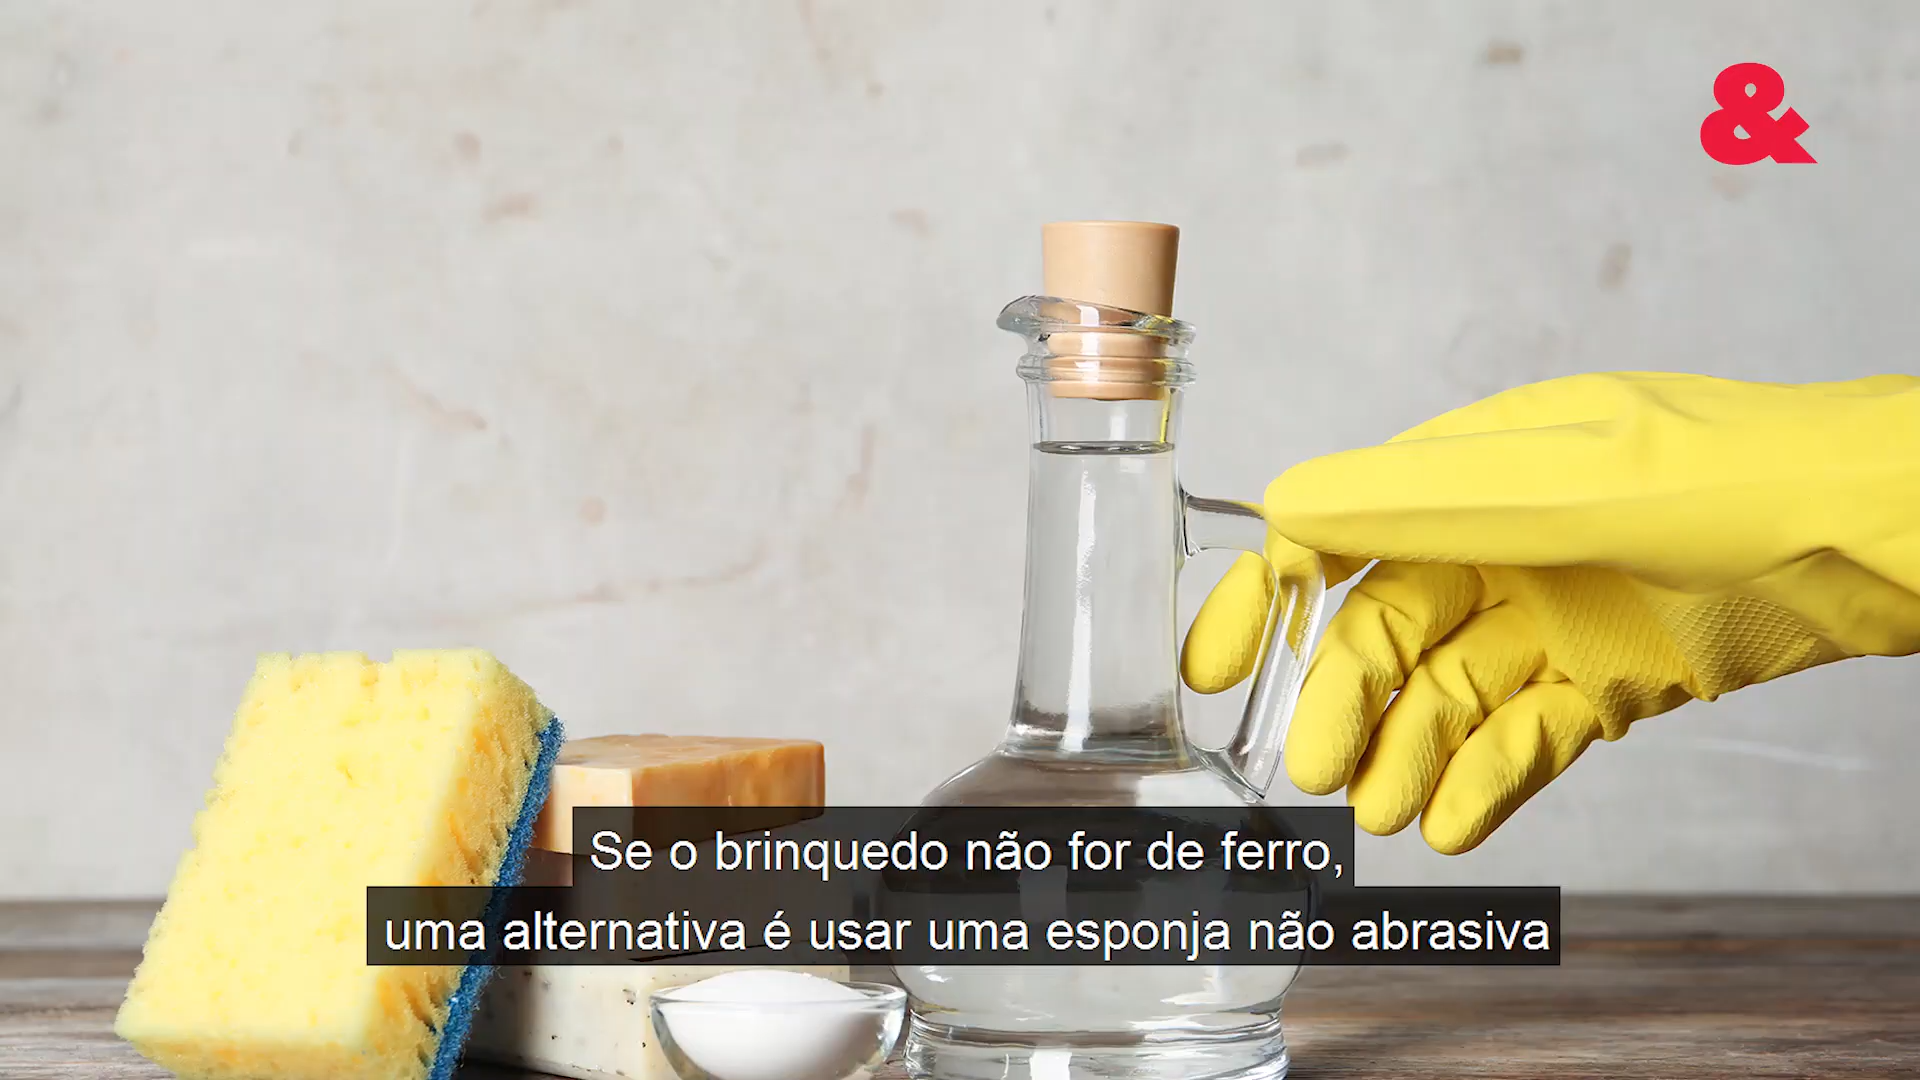 &
Se o brinquedo não for de ferro,
uma alternativa é usar uma esponja não abrasiva